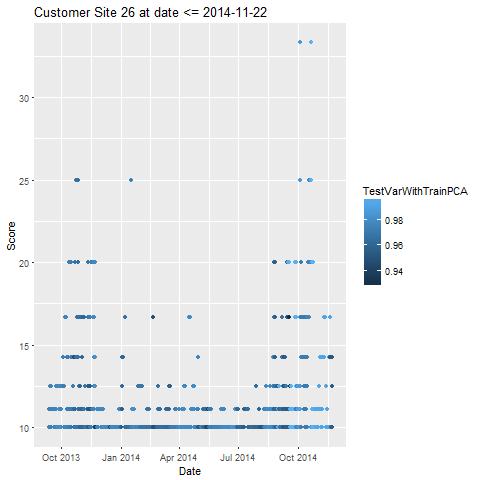 Customer Site 26 at date <= 2014-11-22
Score
30
25
20
15
10
Oct 2013 Jan 2014 Apr 2014 Jul 2014 Oct 2014
Date
TestVarWithTrainPCA
0.98
0.96
0.94